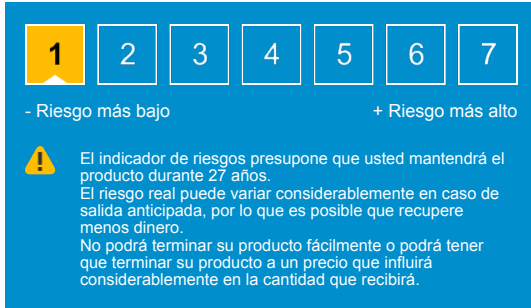 1 2 3 4 5 6 7
- Riesgo más bajo + Riesgo más alto
El indicador de riesgos presupone que usted mantendrá el
producto durante 27 años.
El riesgo real puede variar considerablemente en caso de
salida anticipada, por lo que es posible que recupere
menos dinero.
No podrá terminar su producto fácilmente o podrá tener
que terminar su producto a un precio que influirá
considerablemente en la cantidad que recibirá.